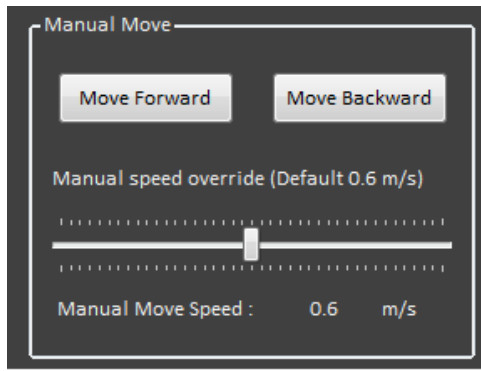 Manual Move
Move Forward Move Backward
Manual speed override (Default 0.6 m/s)
Manual Move Speed : 0.6 m/s